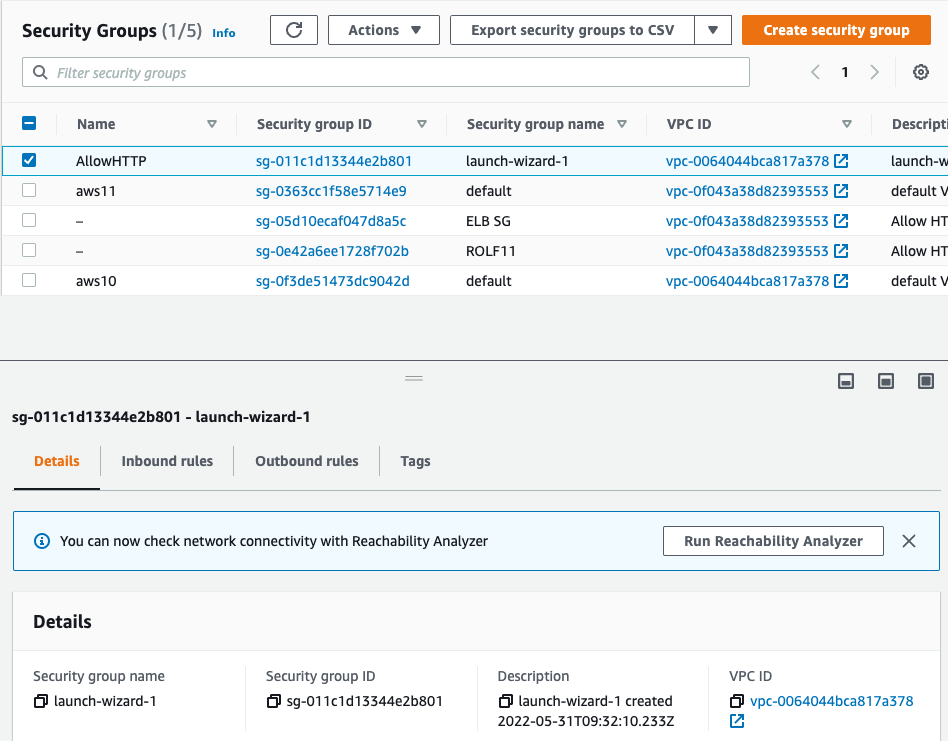 Security Groups (1/5) Info Actions Export security groups to CSV Create security group
Filter security groups 1
Name Security group ID Security group name VPC ID Descripti
AllowHTTP sg-011c1d13344e2b801 launch-wizard-1 vpc-0064044bca817a378 launch-w
aws11 sg-0363cc1f58e5714e9 default vpc-0f043a38d82393553 default V
– sg-05d10ecaf047d8a5c ELB SG vpc-0f043a38d82393553 Allow HT
– sg-0e42a6ee1728f702b ROLF11 vpc-0f043a38d82393553 Allow HT
aws10 sg-0f3de51473dc9042d default vpc-0064044bca817a378 default V
sg-011c1d13344e2b801 - launch-wizard-1
Details Inbound rules Outbound rules Tags
You can now check network connectivity with Reachability Analyzer Run Reachability Analyzer
Details
Security group name Security group ID Description VPC ID
launch-wizard-1 sg-011c1d13344e2b801 launch-wizard-1 created vpc-0064044bca817a378
2022-05-31T09:32:10.233Z